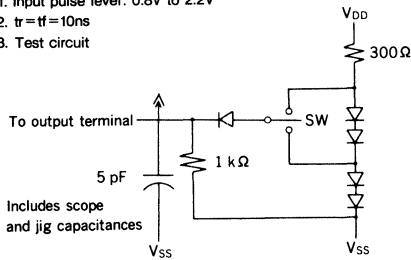 1. Input pulse level: 0.8V to 2.2V
2. tr=tf=10ns
3. Test circuit
VDD
300Ω
To output terminal
SW
1 kΩ
5 pF
Includes scope
and jig capacitances
VSS
VSS